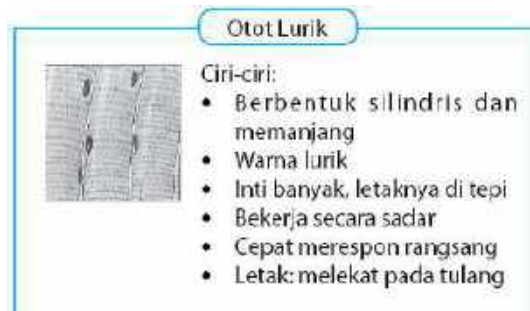 Otot Lurik
Ciri-ciri:
• Berbentuk silindris dan
memanjang
• Warna lurik
• Inti banyak, letaknya di tepi
• Bekerja secara sadar
• Cepat merespon rangsang
• Letak: melekat pada tulang